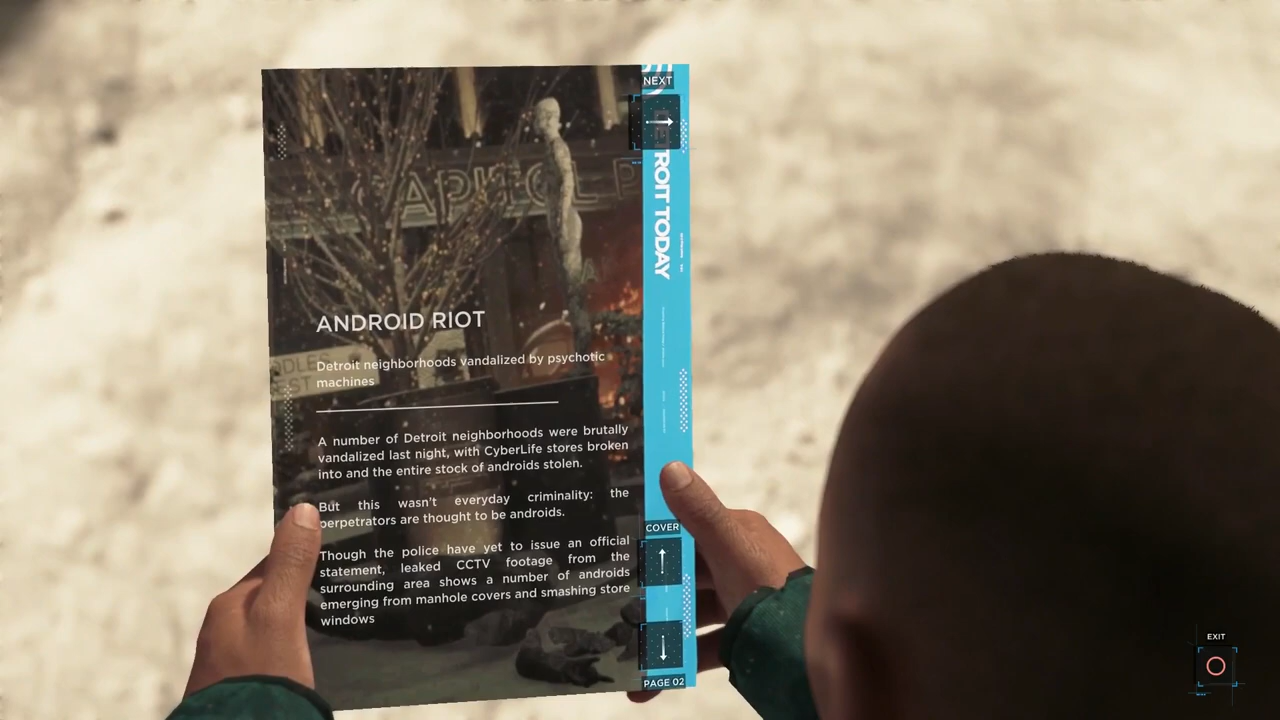 NEXT
DETROIT TODAY
CAPITOL P
ANDROID RIOT
Detroit neighborhoods vandalized by psychotic
machines
A number of Detroit neighborhoods were brutally
vandalized last night, with CyberLife stores broken
into and the entire stock of androids stolen.
But this wasn't everyday criminality: the
perpetrators are thought to be androids.
Though the police have yet to issue an official
statement, leaked CCTV footage from the
surrounding area shows a number of androids
emerging from manhole covers and smashing store
windows
COVER
PAGE 02
EXIT